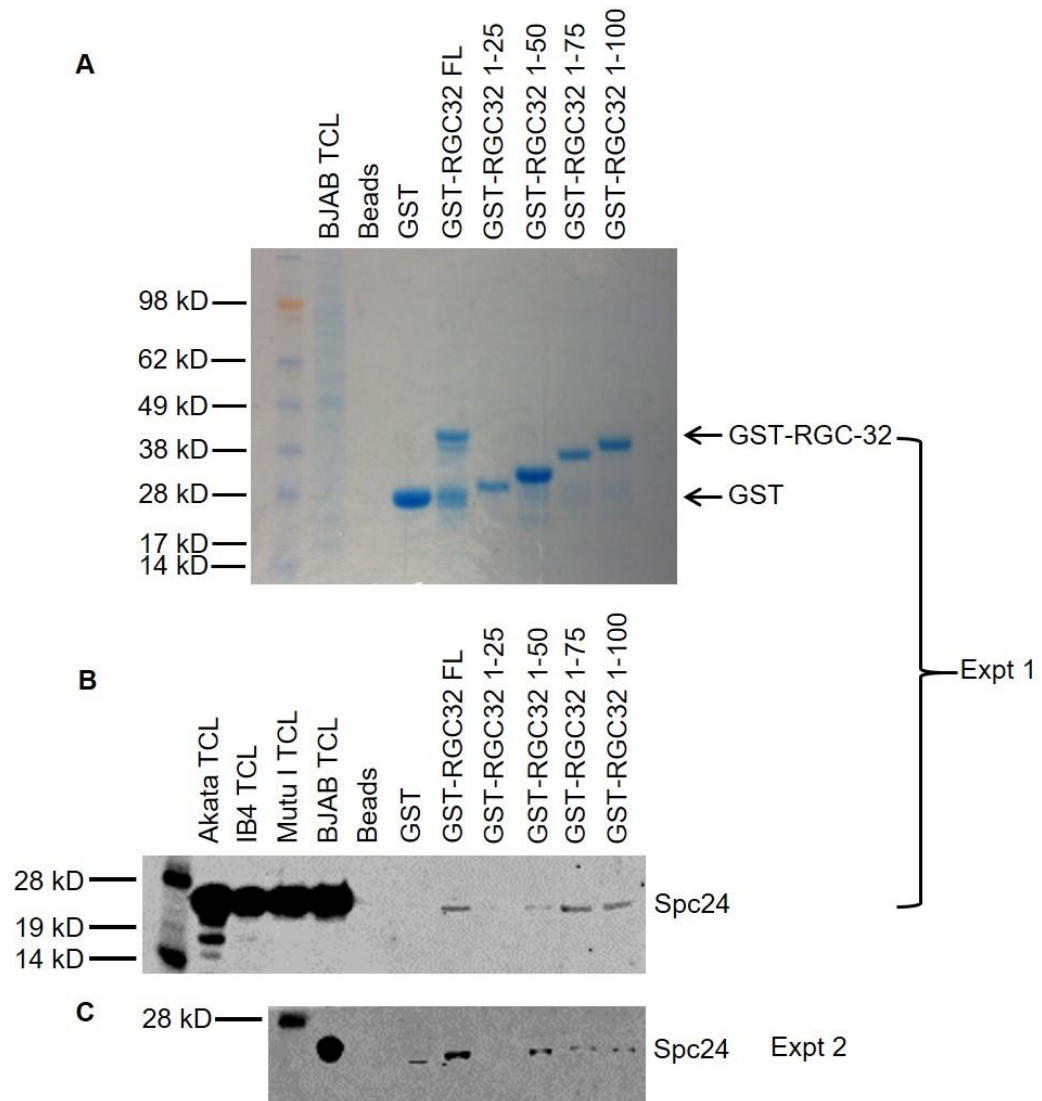 A
BJAB TCL
Beads
GST
GST-RGC32 FL
GST-RGC32 1-25
GST-RGC32 1-50
GST-RGC32 1-75
GST-RGC32 1-100
98 kD
62 kD
49 kD
38 kD
28 kD
17 kD
14 kD
GST-RGC-32
GST
Expt 1
B
Akata TCL
IB4 TCL
Mutu I TCL
BJAB TCL
Beads
GST
GST-RGC32 FL
GST-RGC32 1-25
GST-RGC32 1-50
GST-RGC32 1-75
GST-RGC32 1-100
28 kD
19 kD
14 kD
Spc24
C
28 kD
Spc24
Expt 2